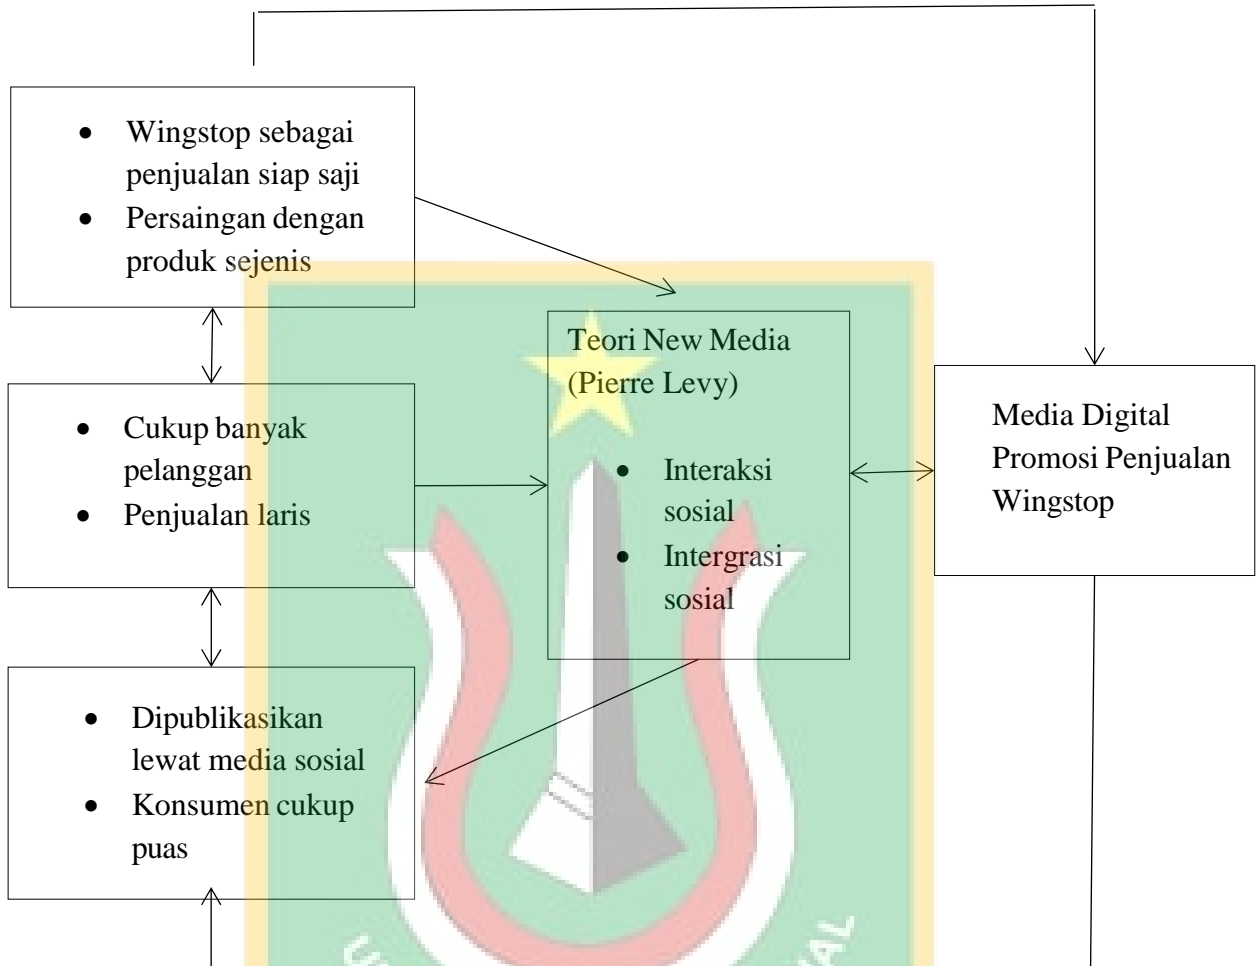 Wingstop sebagai
penjualan siap saji
Persaingan dengan
produk sejenis
Teori New Media
(Pierre Levy)
Interaksi
sosial
Intergrasi
sosial
Media Digital
Promosi Penjualan
Wingstop
Cukup banyak
pelanggan
Penjualan laris
Dipublikasikan
lewat media sosial
Konsumen cukup
puas